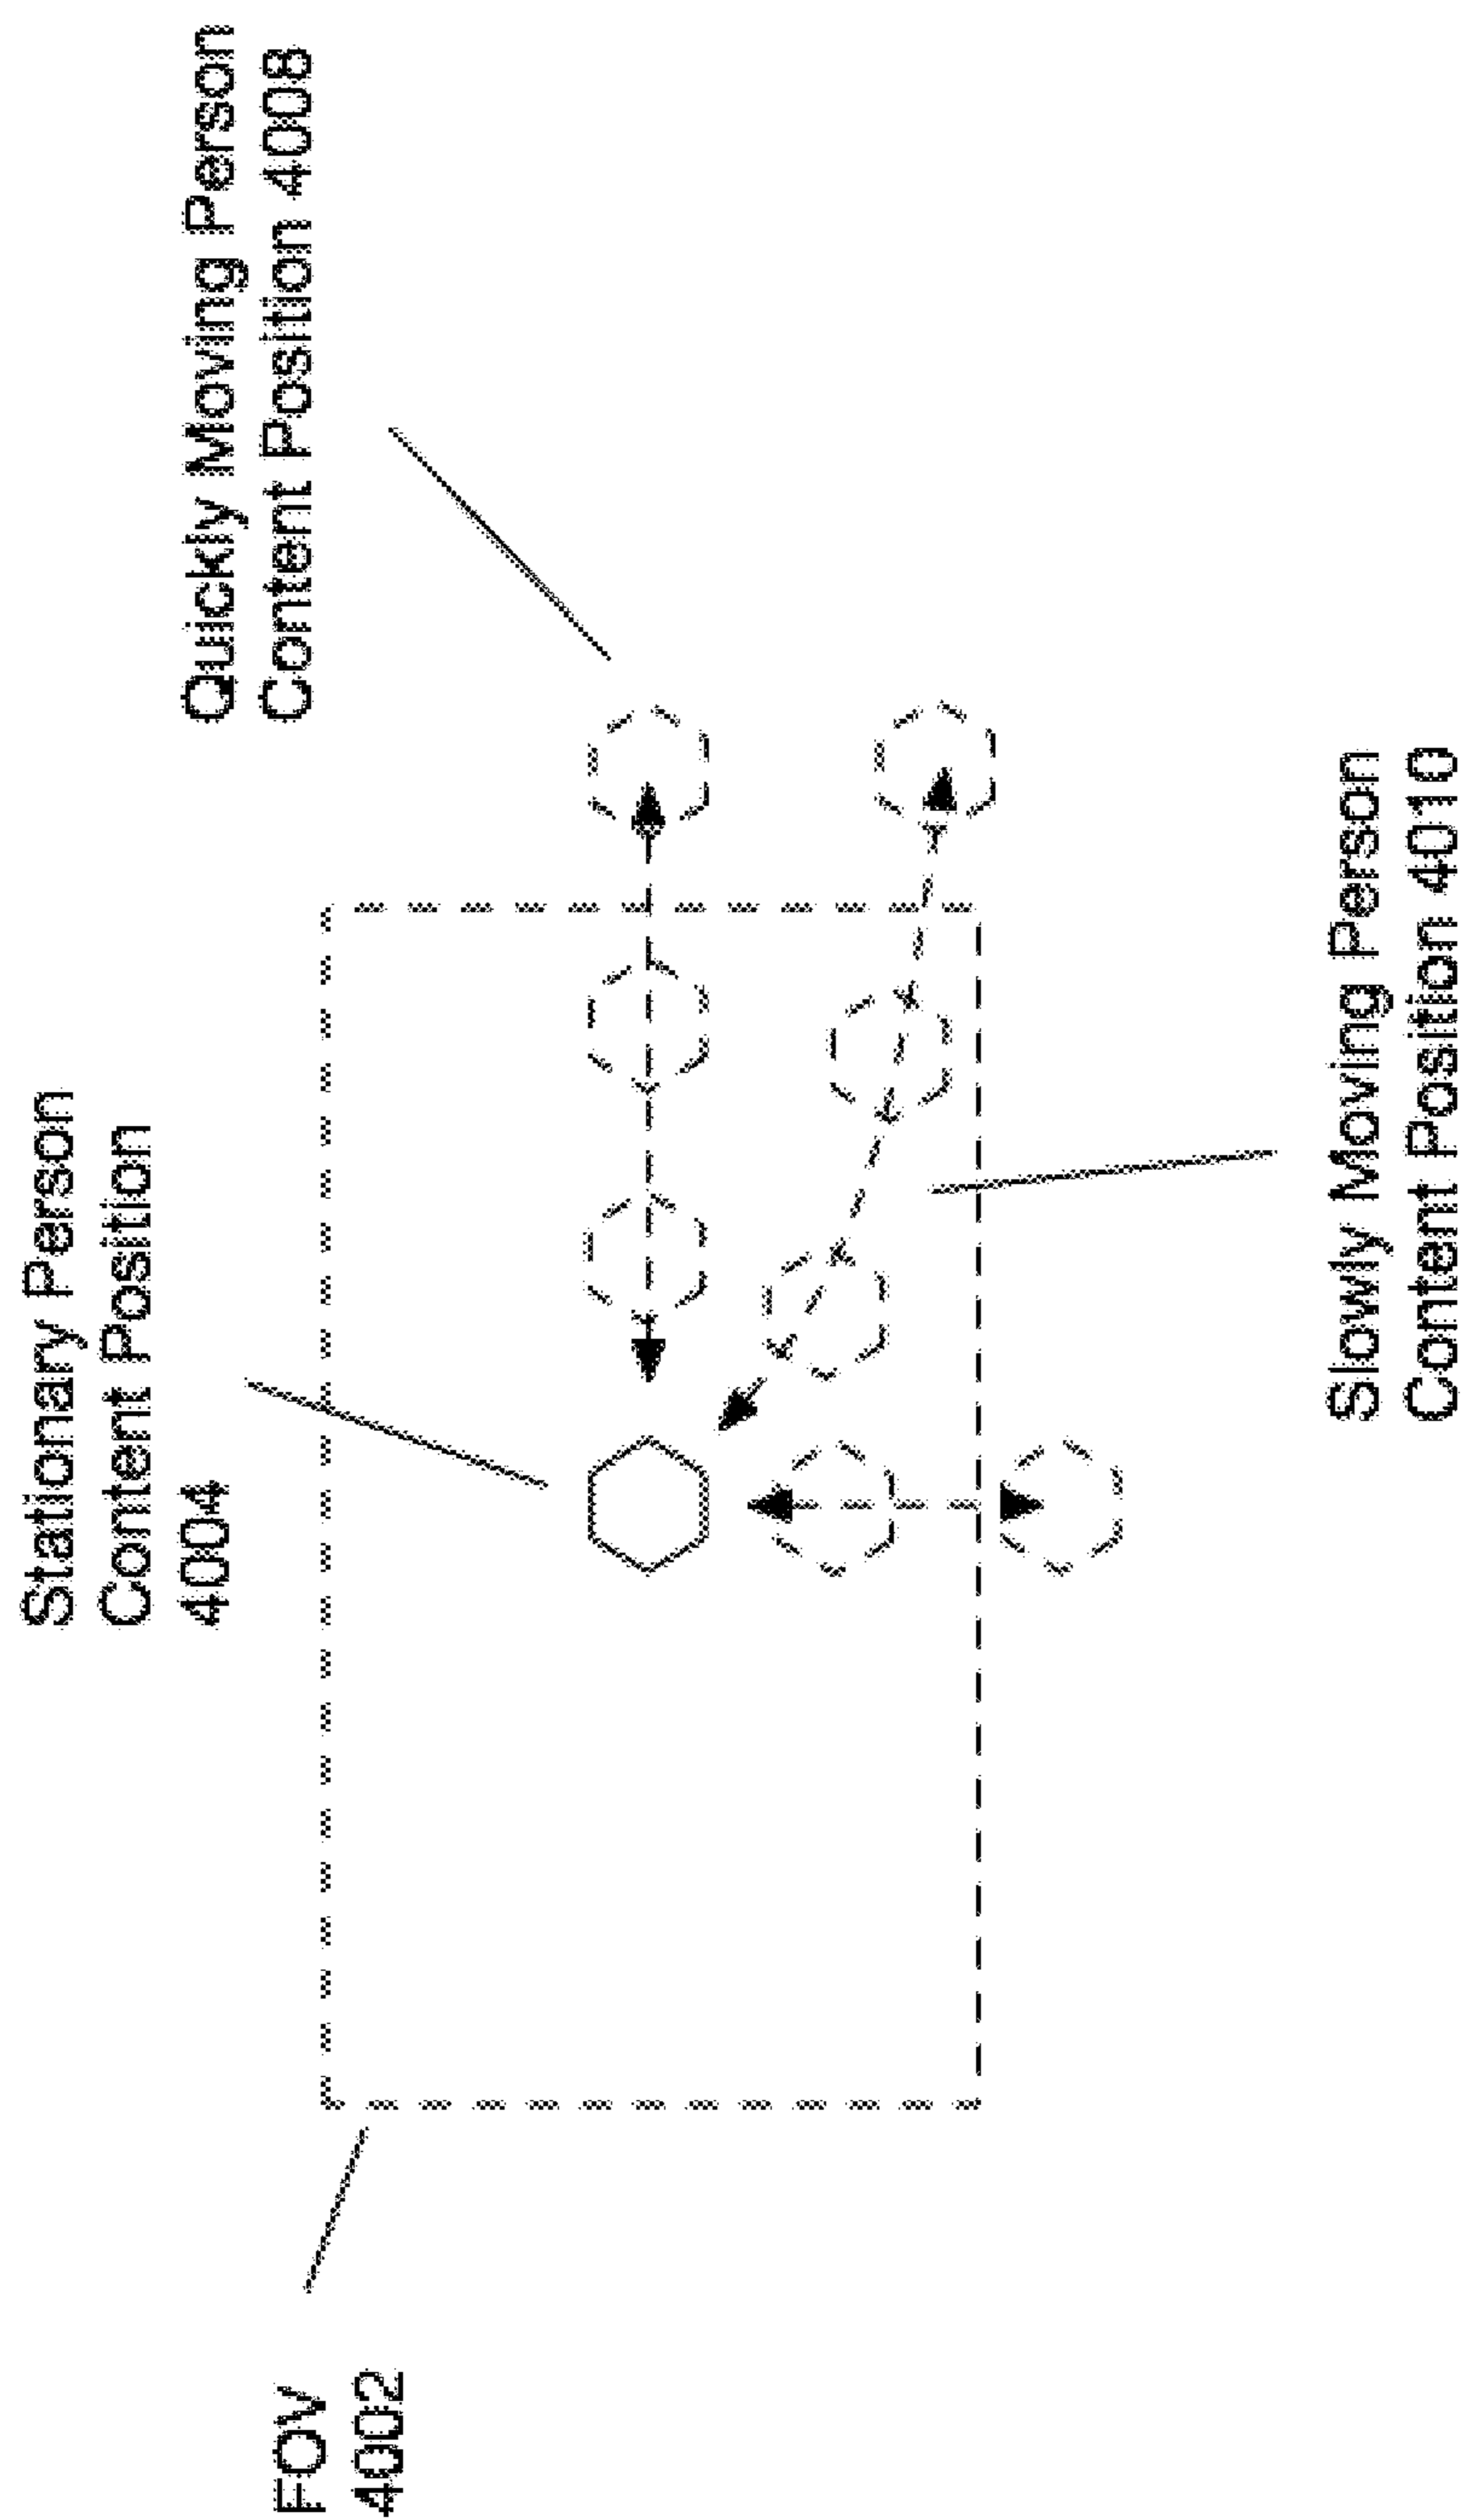 Stationary Person
Content Position
4004
Quickly Moving Person
Content Position 4008
FOV
4002
Slowly Moving Person
Content Position 4010